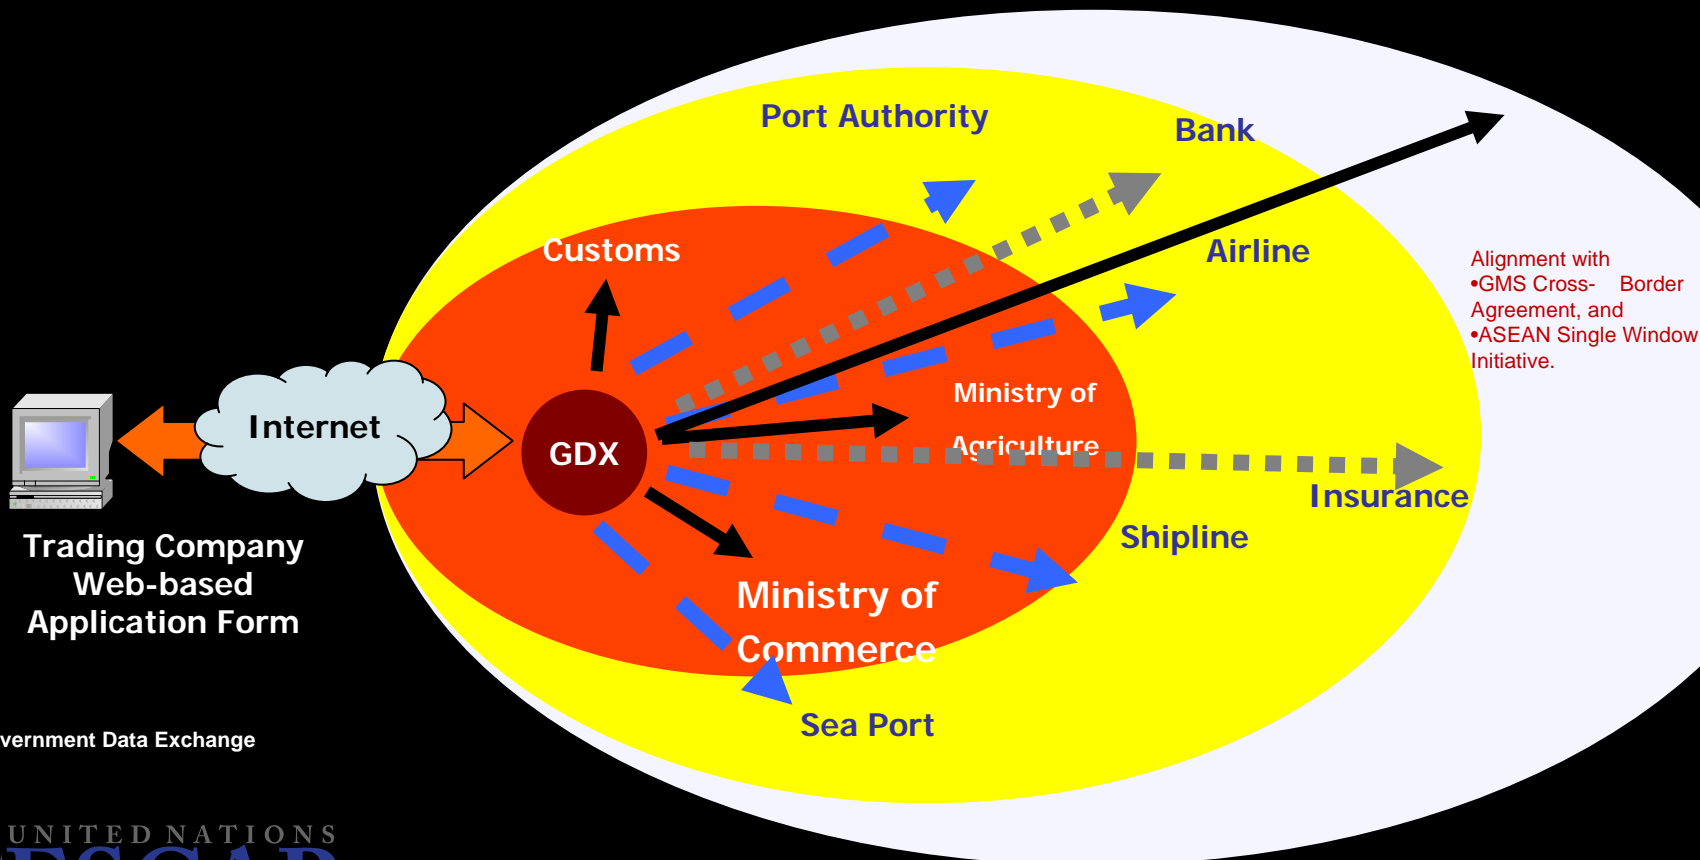 Port Authority
Bank
Customs
Airline
Alignment with
•GMS Cross- Border
Agreement, and
•ASEAN Single Window
Initiative.
Ministry of
Agriculture
Internet
GDX
Insurance
Shipline
Trading Company
Web-based
Application Form
Ministry of
Commerce
Sea Port
vernment Data Exchange
UNITED NATIONS
ESCAP